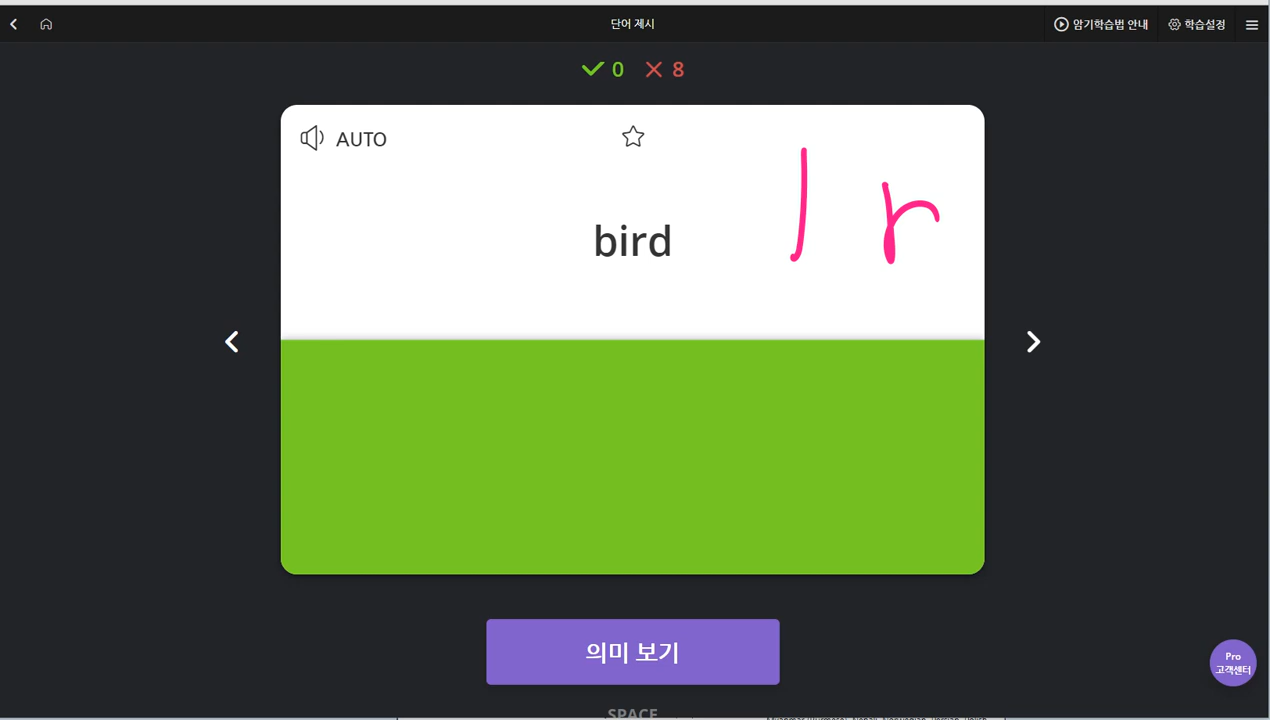 단어 제시
암기학습법 안내
학습설정
0 8
AUTO
bird
l r
의미 보기
Pro
고객센터
SPACE